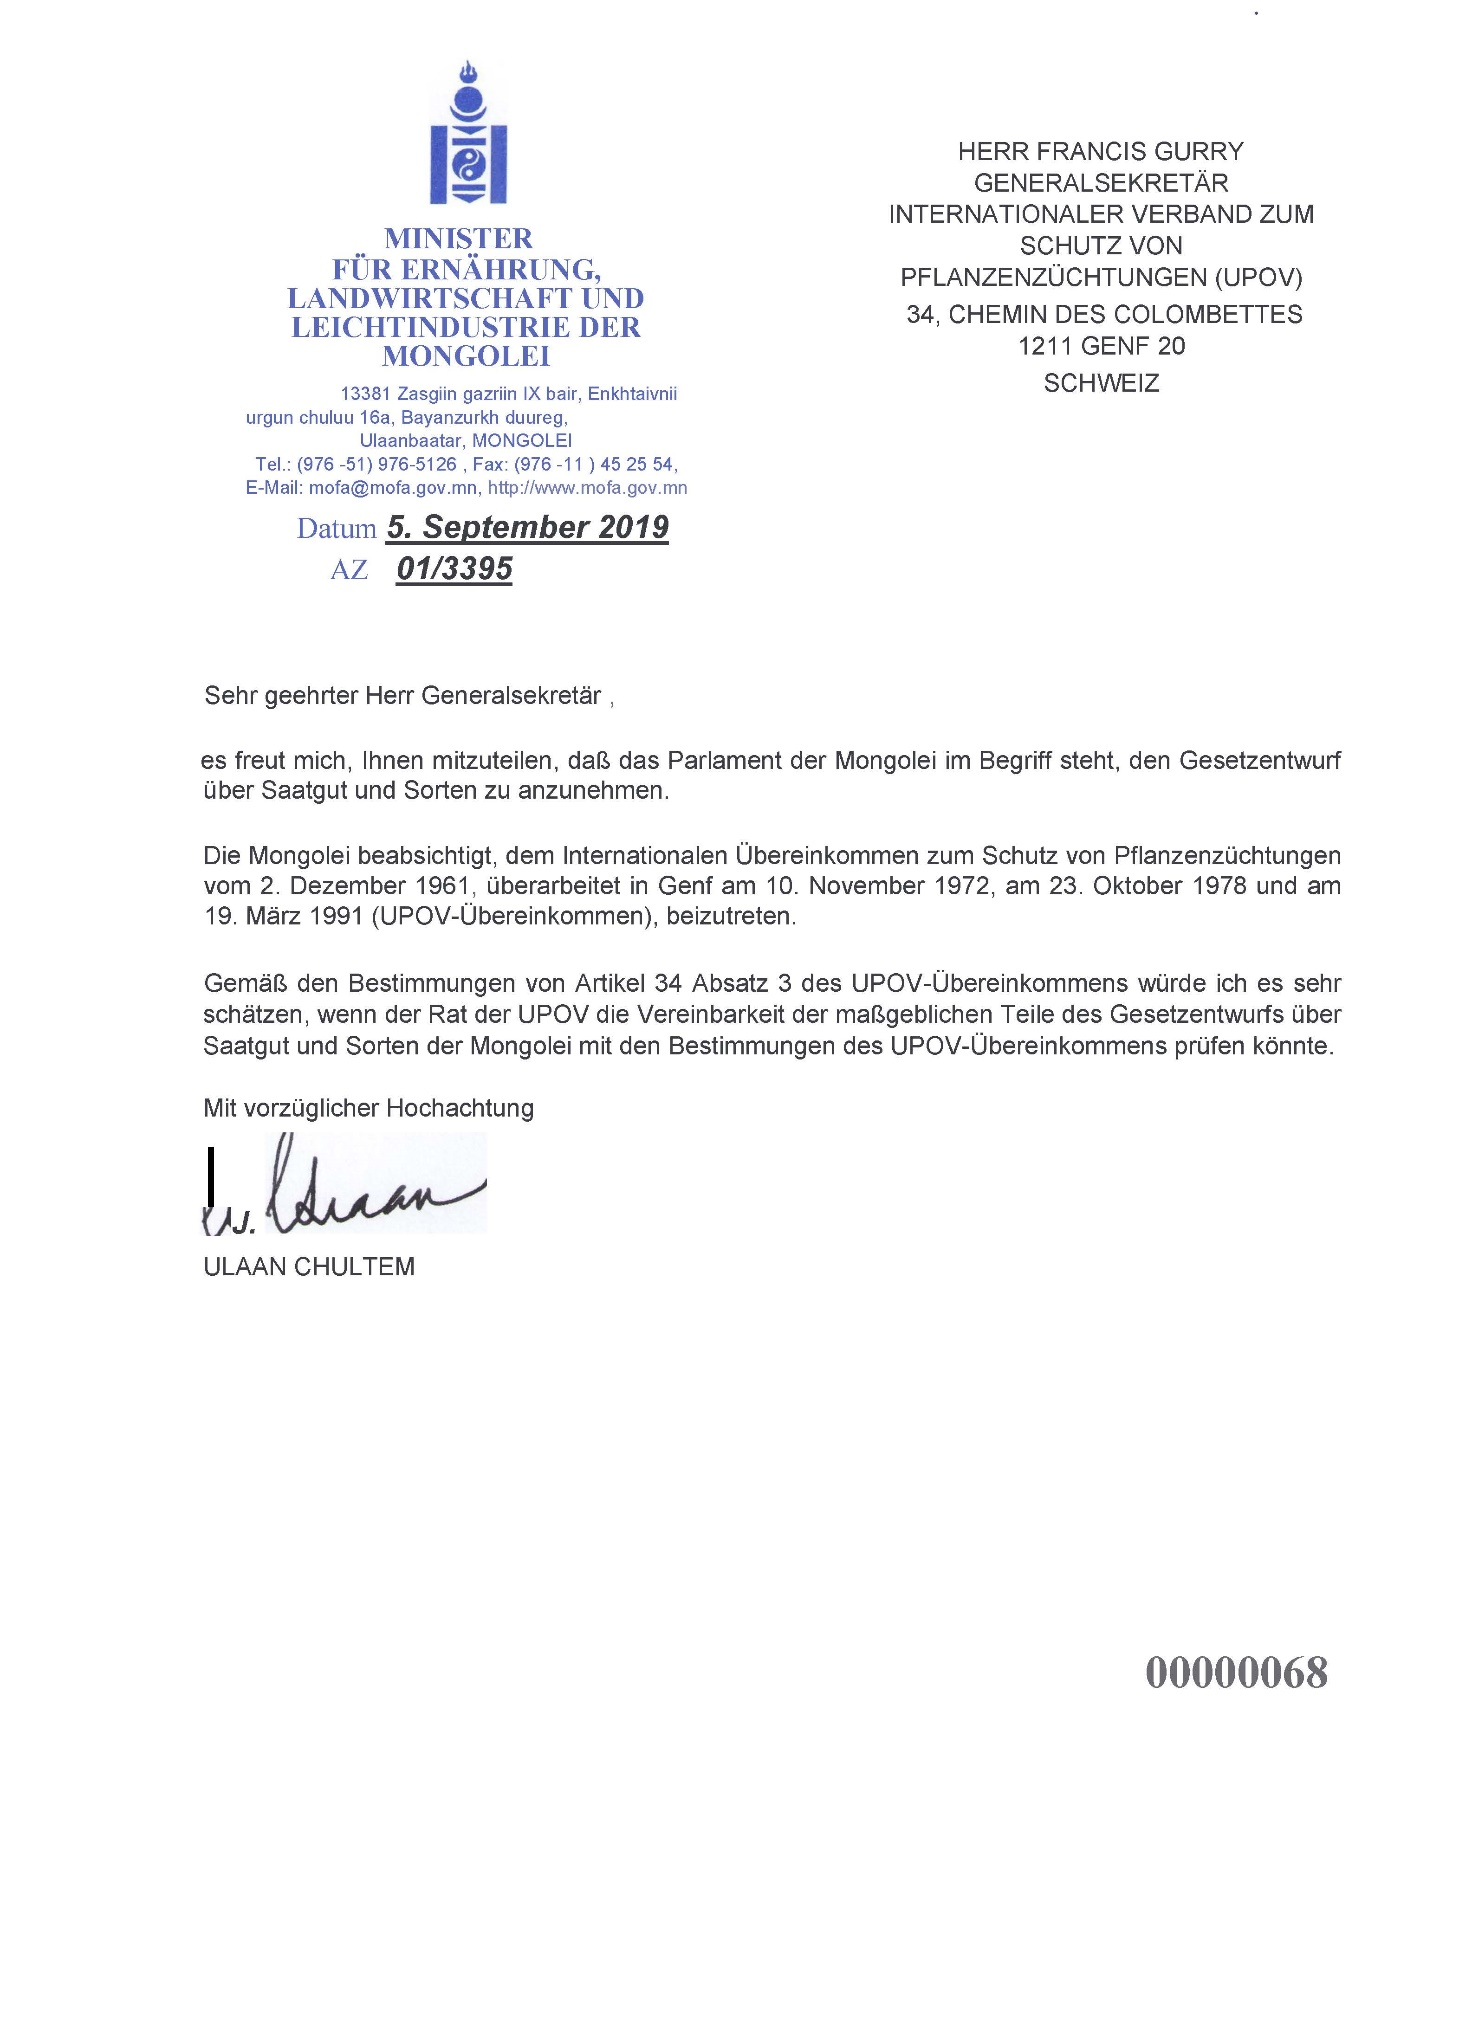 MINISTER
FÜR ERNÄHRUNG,
LANDWIRTSCHAFT UND
LEICHTINDUSTRIE DER
MONGOLEI
13381 Zasgiin gazriin IX bair, Enkhtaivnii
urgun chuluu 16a, Bayanzurkh duureg,
Ulaanbaatar, MONGOLEI
Tel.: (976 -51) 976-5126 , Fax: (976 -11 ) 45 25 54,
E-Mail: mofa@mofa.gov.mn, http://www.mofa.gov.mn
Datum 5. September 2019
AZ 01/3395
HERR FRANCIS GURRY
GENERALSEKRETÄR
INTERNATIONALER VERBAND ZUM
SCHUTZ VON
PFLANZENZÜCHTUNGEN (UPOV)
34, CHEMIN DES COLOMBETTES
1211 GENF 20
SCHWEIZ
Sehr geehrter Herr Generalsekretär ,
es freut mich, Ihnen mitzuteilen, daß das Parlament der Mongolei im Begriff steht, den Gesetzentwurf
über Saatgut und Sorten zu anzunehmen.
Die Mongolei beabsichtigt, dem Internationalen Übereinkommen zum Schutz von Pflanzenzüchtungen
vom 2. Dezember 1961, überarbeitet in Genf am 10. November 1972, am 23. Oktober 1978 und am
19. März 1991 (UPOV-Übereinkommen), beizutreten.
Gemäß den Bestimmungen von Artikel 34 Absatz 3 des UPOV-Übereinkommens würde ich es sehr
schätzen, wenn der Rat der UPOV die Vereinbarkeit der maßgeblichen Teile des Gesetzentwurfs über
Saatgut und Sorten der Mongolei mit den Bestimmungen des UPOV-Übereinkommens prüfen könnte.
Mit vorzüglicher Hochachtung
ULAAN CHULTEM
00000068